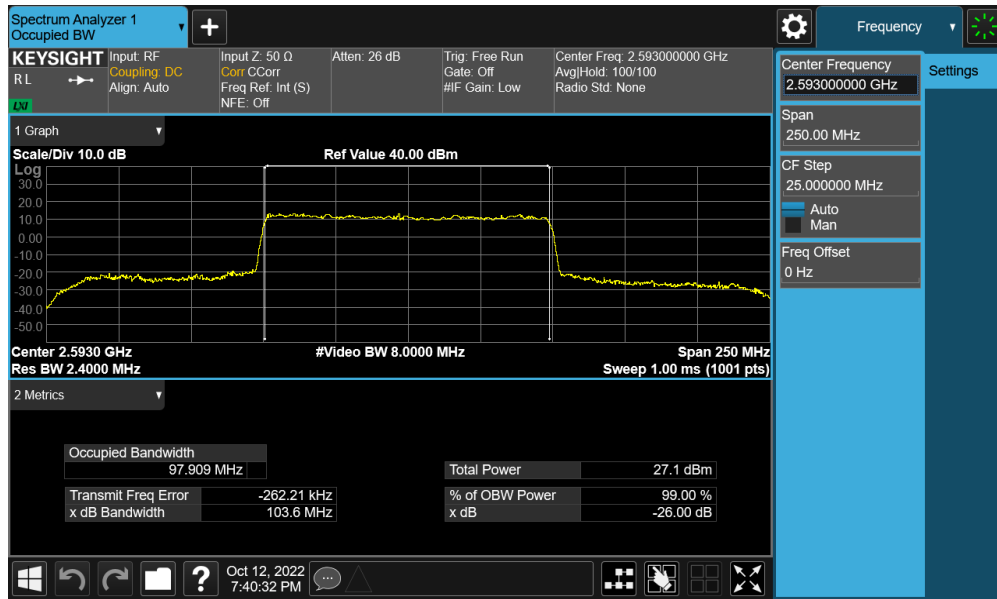 Spectrum Analyzer 1
Occupied BW
+
Frequency
KEYSIGHT
R L
LXI
Input: RF
Coupling: DC
Align: Auto
Input Z: 50 Ω
Corr CCorr
Freq Ref: Int (S)
NFE: Off
Atten: 26 dB
Trig: Free Run
Gate: Off
#IF Gain: Low
Center Freq: 2.593000000 GHz
Avg|Hold: 100/100
Radio Std: None
Center Frequency
2.593000000 GHz
Settings
Span
250.00 MHz
CF Step
25.000000 MHz
Auto
Man
Freq Offset
0 Hz
1 Graph
Scale/Div 10.0 dB
Ref Value 40.00 dBm
Log
30.0
20.0
10.0
0.00
-10.0
-20.0
-30.0
-40.0
-50.0
Center 2.5930 GHz
#Video BW 8.0000 MHz
Span 250 MHz
Res BW 2.4000 MHz
Sweep 1.00 ms (1001 pts)
2 Metrics
Occupied Bandwidth
97.909 MHz
Total Power 27.1 dBm
Transmit Freq Error -262.21 kHz
% of OBW Power 99.00 %
x dB Bandwidth 103.6 MHz
x dB -26.00 dB
?
Oct 12, 2022
7:40:32 PM